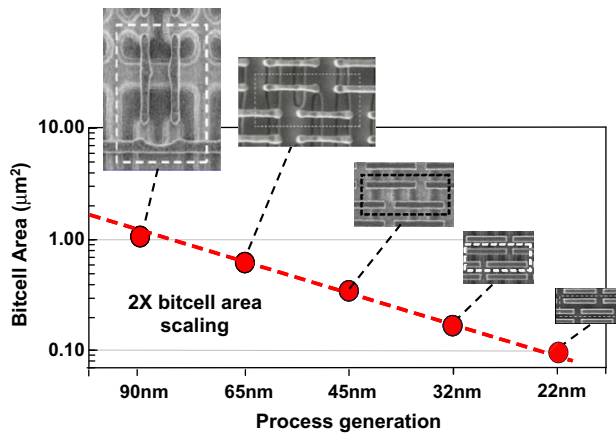 10.00
1.00
0.10
Bitcell Area (μm²)
2X bitcell area
scaling
90nm 65nm 45nm 32nm 22nm
Process generation